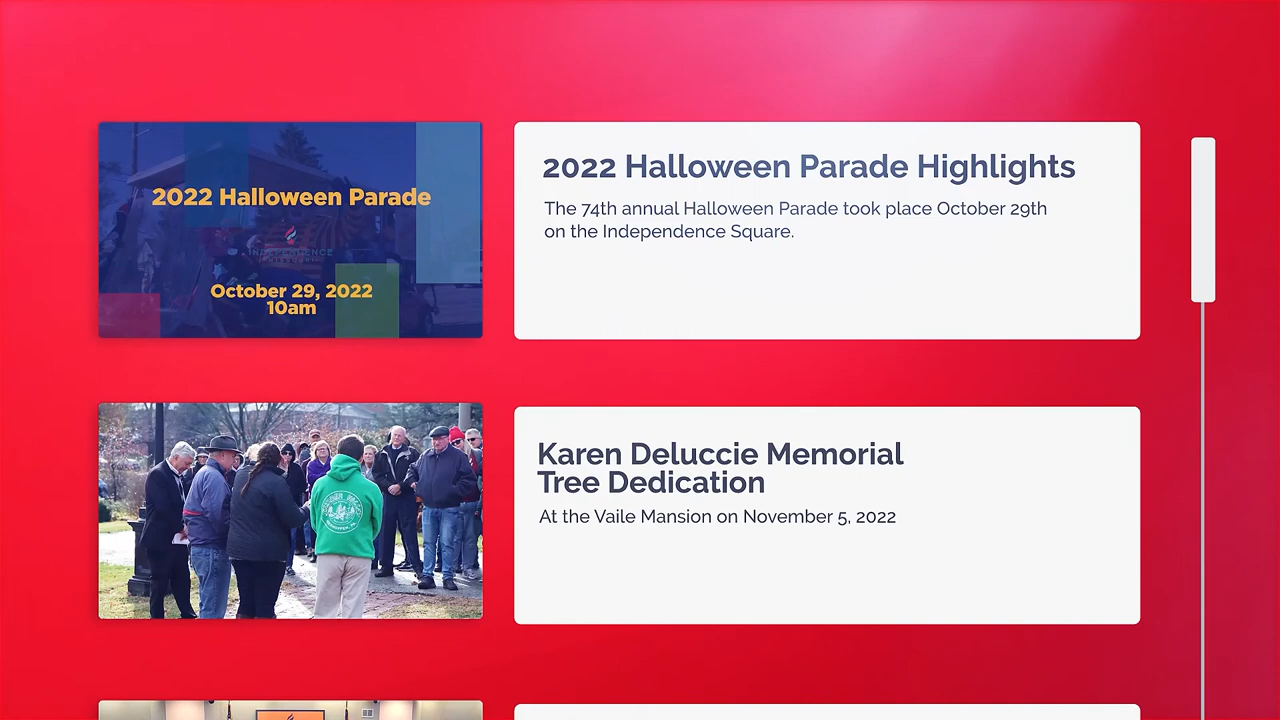 2022 Halloween Parade
INDEPENDENCE
October 29, 2022
10am
2022 Halloween Parade Highlights
The 74th annual Halloween Parade took place October 29th
on the Independence Square.
Karen Deluccie Memorial
Tree Dedication
At the Vaile Mansion on November 5, 2022